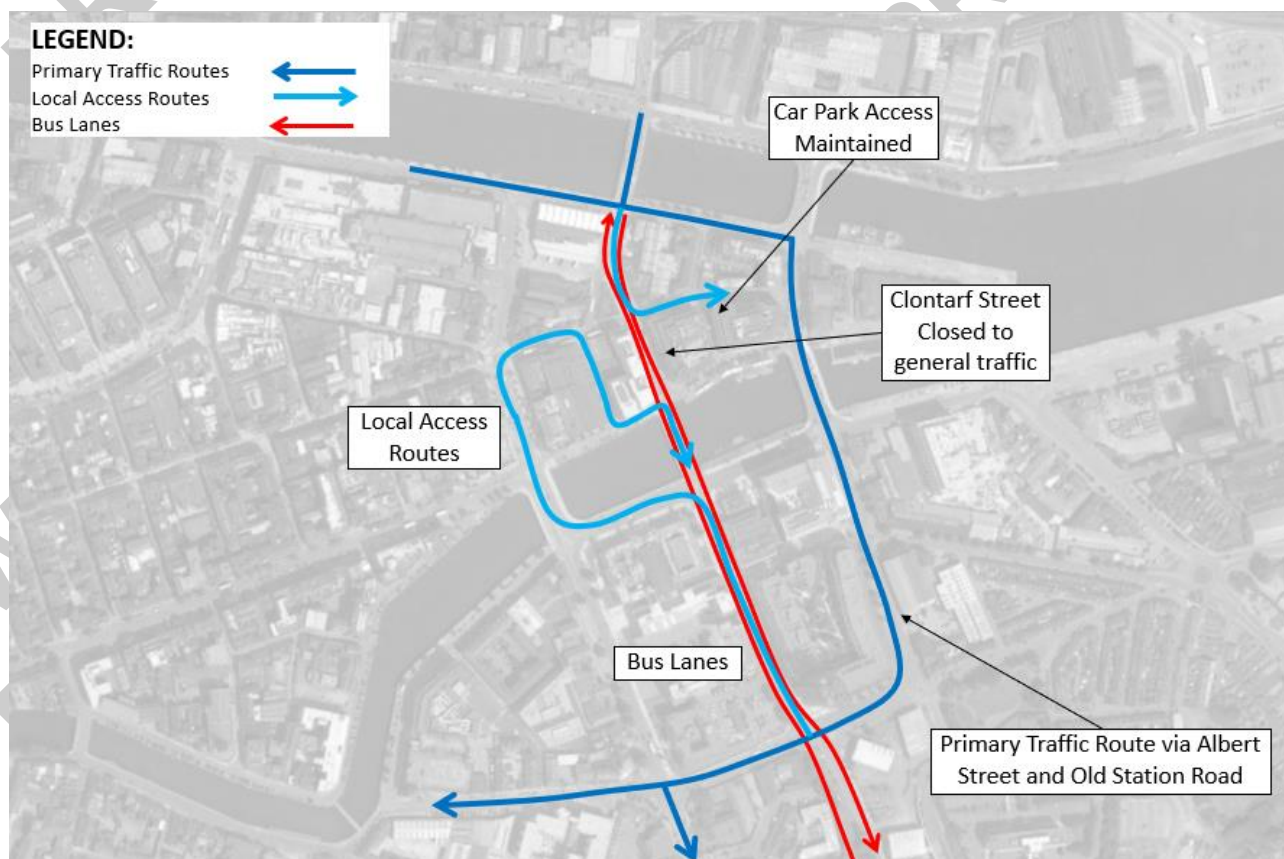 LEGEND:
Primary Traffic Routes
Local Access Routes
Bus Lanes
Car Park Access
Maintained
Clontarf Street
Closed to
general traffic
Local Access
Routes
Bus Lanes
Primary Traffic Route via Albert
Street and Old Station Road